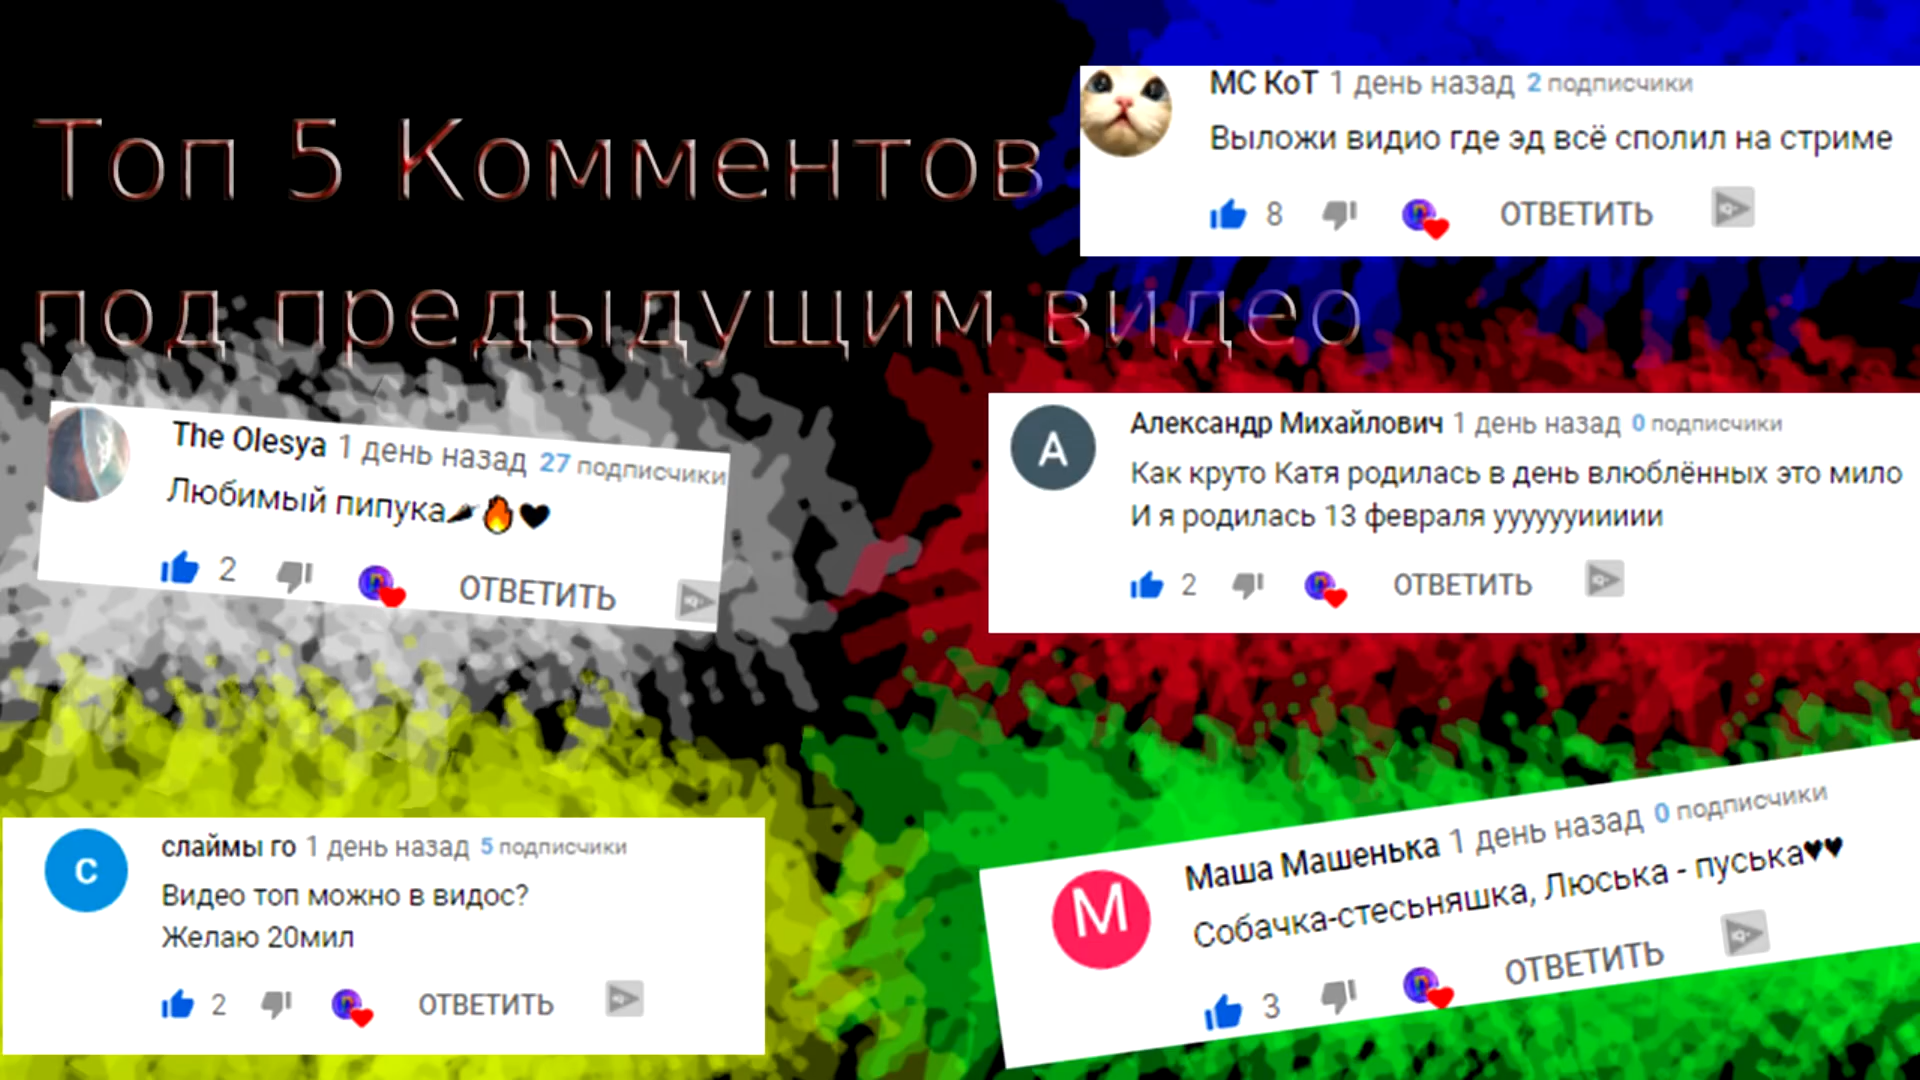 Топ 5 Комментов
под предыдущим видео
МС КоТ 1 день назад 2 подписчики
Выложи видио где эд всё сполил на стриме
8 ОТВЕТИТЬ
The Olesya 1 день назад 27 подписчики
Любимый пипука🌶🔥🖤
2 ОТВЕТИТЬ
А
Александр Михайлович 1 день назад 0 подписчики
Как круто Катя родилась в день влюблённых это мило
И я родилась 13 февраля ууууууиииии
2 ОТВЕТИТЬ
с
слаймы го 1 день назад 5 подписчики
Видео топ можно в видос?
Желаю 20мил
2 ОТВЕТИТЬ
М
Маша Машенька 1 день назад 0 подписчики
Собачка-стесьняшка, Люська - пуська♥♥
3 ОТВЕТИТЬ